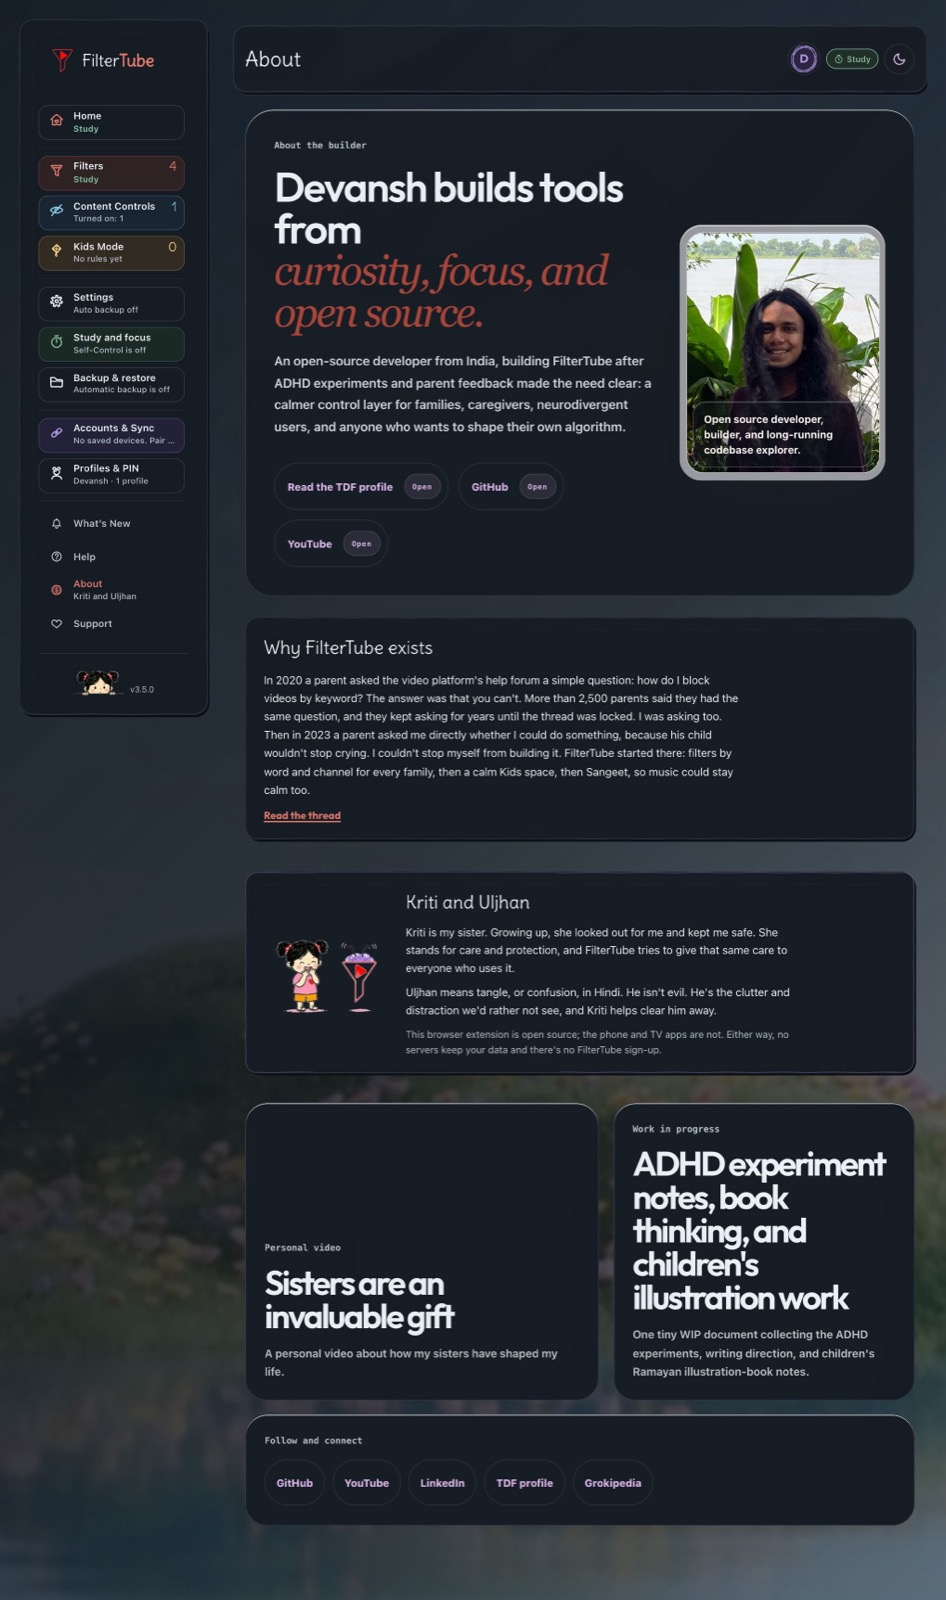 FilterTube
Home
Study
Filters
4
Study
Content Controls
1
Turned on: 1
Kids Mode
0
No rules yet
Settings
Auto backup off
Study and focus
Self-Control is off
Backup & restore
Automatic backup is off
Accounts & Sync
No saved devices. Pair ...
Profiles & PIN
Devansh · 1 profile
What's New
Help
About
Kriti and Uljhan
Support
v3.5.0
About
D
Study
About the builder
Devansh builds tools
from
curiosity, focus, and
open source.
An open-source developer from India, building FilterTube after
ADHD experiments and parent feedback made the need clear: a
calmer control layer for families, caregivers, neurodivergent
users, and anyone who wants to shape their own algorithm.
Read the TDF profile Open
GitHub Open
YouTube Open
Open source developer,
builder, and long-running
codebase explorer.
Why FilterTube exists
In 2020 a parent asked the video platform's help forum a simple question: how do I block
videos by keyword? The answer was that you can't. More than 2,500 parents said they had the
same question, and they kept asking for years until the thread was locked. I was asking too.
Then in 2023 a parent asked me directly whether I could do something, because his child
wouldn't stop crying. I couldn't stop myself from building it. FilterTube started there: filters by
word and channel for every family, then a calm Kids space, then Sangeet, so music could stay
calm too.
Read the thread
Kriti and Uljhan
Kriti is my sister. Growing up, she looked out for me and kept me safe. She
stands for care and protection, and FilterTube tries to give that same care to
everyone who uses it.
Uljhan means tangle, or confusion, in Hindi. He isn't evil. He's the clutter and
distraction we'd rather not see, and Kriti helps clear him away.
This browser extension is open source; the phone and TV apps are not. Either way, no
servers keep your data and there's no FilterTube sign-up.
Personal video
Sisters are an
invaluable gift
A personal video about how my sisters have shaped my
life.
Work in progress
ADHD experiment
notes, book
thinking, and
children's
illustration work
One tiny WIP document collecting the ADHD
experiments, writing direction, and children's
Ramayan illustration-book notes.
Follow and connect
GitHub
YouTube
LinkedIn
TDF profile
Grokipedia